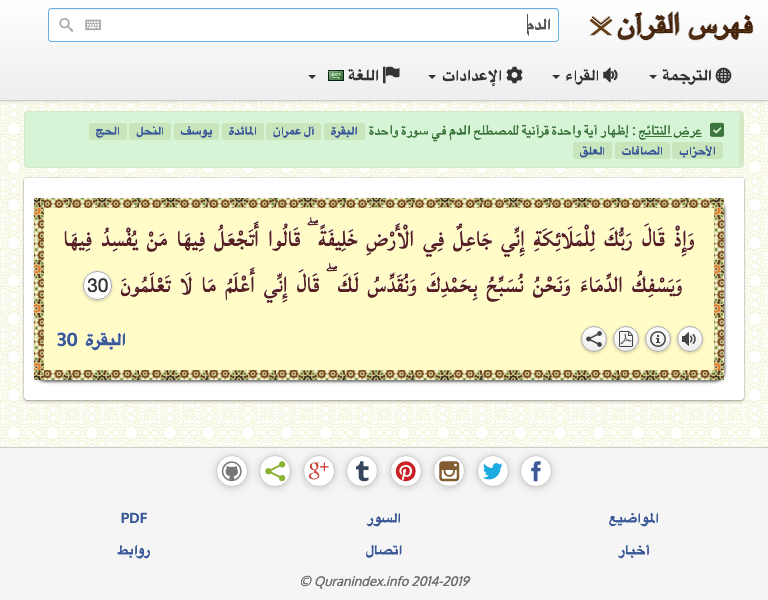 فهرس القرآن
الدم
الترجمة
القراء
الإعدادات
اللغة
عرض النتائج : إظهار آية واحدة قرآنية للمصطلح الدم في سورة واحدة البقرة آل عمران المائدة يوسف النحل الحج
الأحزاب الصافات العلق
وَإِذْ قَالَ رَبُّكَ لِلْمَلَائِكَةِ إِنِّي جَاعِلٌ فِي الْأَرْضِ خَلِيفَةً ۖ قَالُوا أَتَجْعَلُ فِيهَا مَنْ يُفْسِدُ فِيهَا
وَيَسْفِكُ الدِّمَاءَ وَنَحْنُ نُسَبِّحُ بِحَمْدِكَ وَنُقَدِّسُ لَكَ ۖ قَالَ إِنِّي أَعْلَمُ مَا لَا تَعْلَمُونَ 30
البقرة 30
المواضيع السور PDF
أخبار اتصال روابط
© Quranindex.info 2014-2019